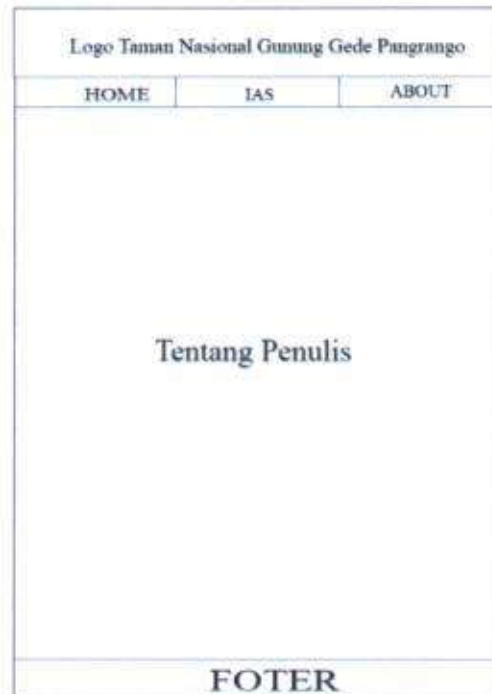 Logo Taman Nasional Gunung Gede Pangrango
HOME IAS ABOUT
Tentang Penulis
FOTER